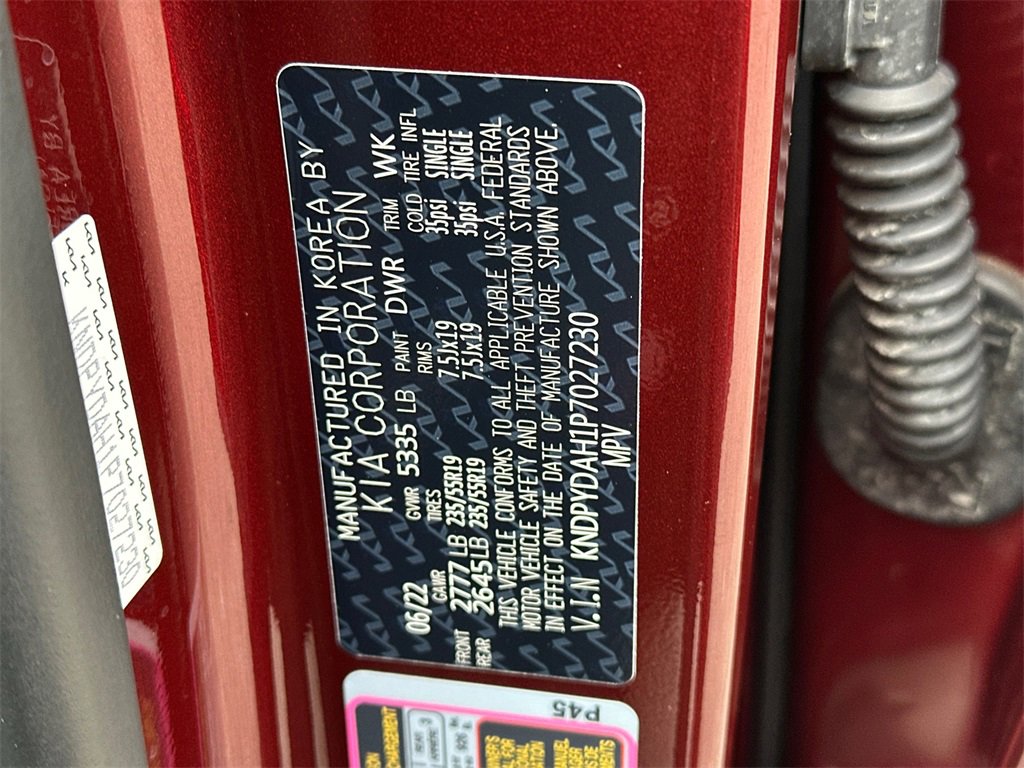 MANUFACTURED IN KOREA BY
KIA CORPORATION
06/22 GVWR 5335 LB PAINT DWR TRIM WK
GAWR TIRES RIMS COLD TIRE INFL
FRONT 2777 LB 235/55R19 7.5Jx19 35psi SINGLE
REAR 2645LB 235/55R19 7.5Jx19 35psi SINGLE
THIS VEHICLE CONFORMS TO ALL APPLICABLE U.S.A. FEDERAL
MOTOR VEHICLE SAFETY AND THEFT PREVENTION STANDARDS
IN EFFECT ON THE DATE OF MANUFACTURE SHOWN ABOVE.
V.I.N KNDPYDAH1P7027230
MPV
KNDPYDAH1P7027230
P45